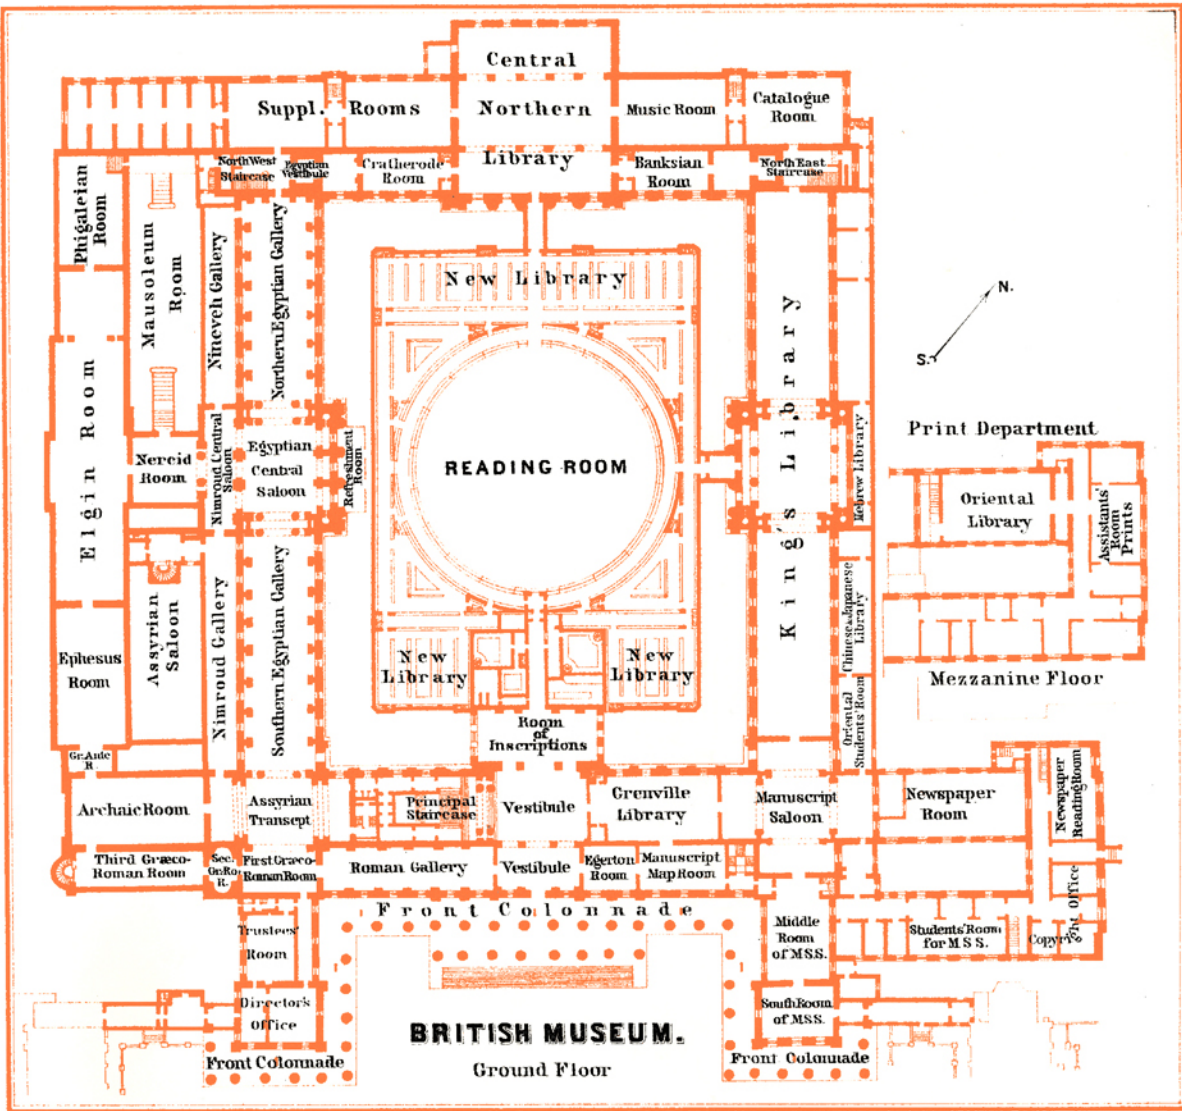 Central
Suppl. Rooms
Northern
Music Room
Catalogue
Room
Library
North West
Staircase
Egyptian
Vestibule
Cratherode
Room
Banksian
Room
North East
Staircase
Phigaleian
Room
Mausoleum
Room
Nineveh Gallery
Northern Egyptian Gallery
New Library
King's Library
N.
S.
Elgin Room
Nereid
Room
Nimroud Central
Saloon
Egyptian
Central
Saloon
Refreshment
Room
READING ROOM
Hebrew Library
Print Department
Oriental
Library
Assistants'
Room
Prints
Mezzanine Floor
Assyrian
Saloon
Nimroud Gallery
Southern Egyptian Gallery
Chinese & Japanese
Library
Ephesus
Room
New
Library
New
Library
Oriental
Students' Room
Room
of
Inscriptions
Gr. Ante
R.
Archaic Room
Assyrian
Transept
Principal
Staircase
Vestibule
Grenville
Library
Manuscript
Saloon
Newspaper
Room
Newspaper
Reading Room
Third Græco-
Roman Room
Sec.
Gr. Ro.
R.
First Græco-
Roman Room
Roman Gallery
Vestibule
Egerton
Room
Manuscript
Map Room
Front Colonnade
Trustees'
Room
Middle
Room
of M.S.S.
Students' Room
for M.S.S.
Copyright Office
Director's
Office
South Room
of M.S.S.
BRITISH MUSEUM.
Ground Floor
Front Colonnade
Front Colonnade